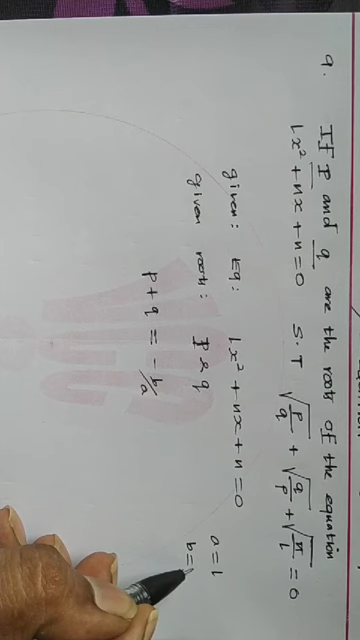 9. If P and q are the roots of the equation
lx² + nx + n = 0 S.T √(p/q) + √(q/p) + √(n/l) = 0
given: Eq: lx² + nx + n = 0
given roots: P & q
a = l
p + q = -b/a
b =